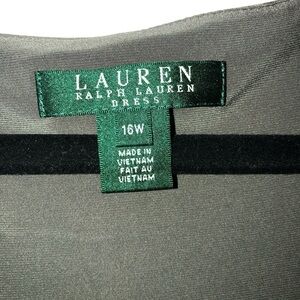 LAUREN
RALPH LAUREN
DRESS
16W
MADE IN
VIETNAM
FAIT AU
VIETNAM